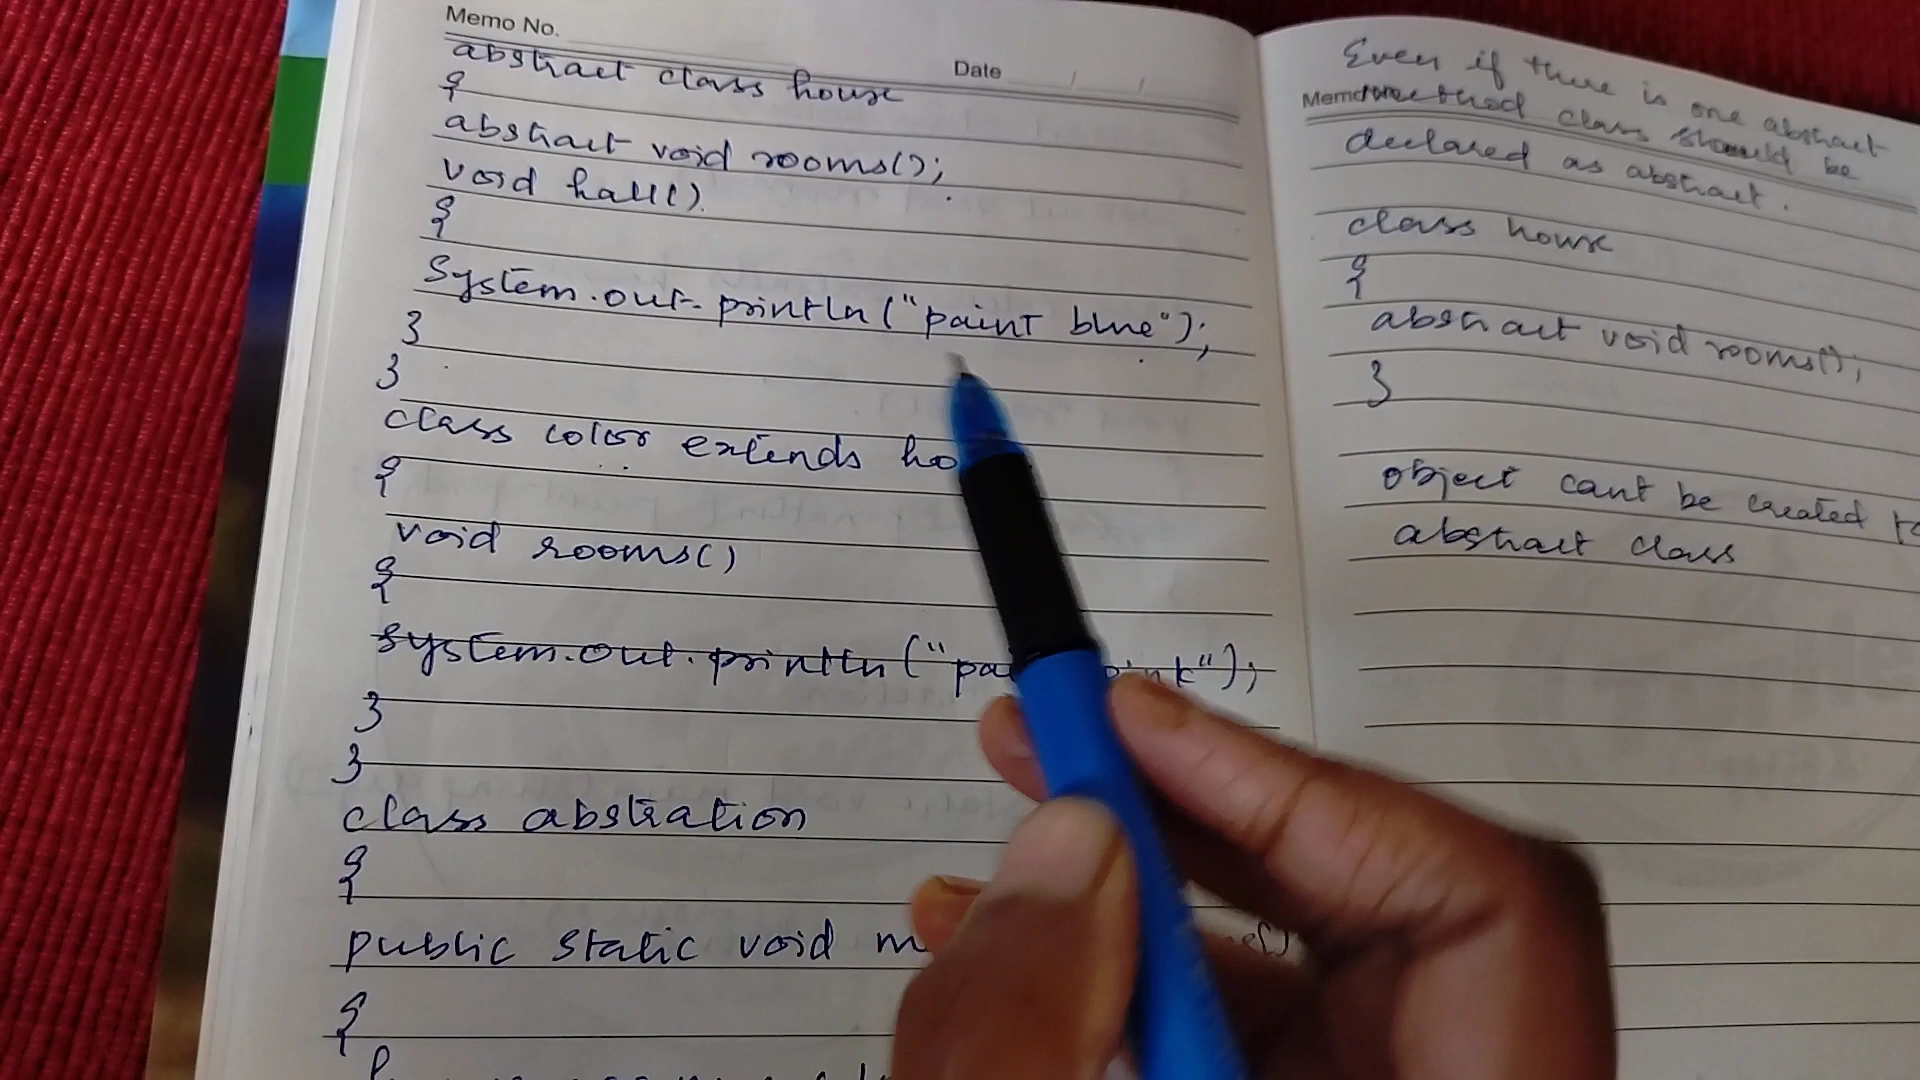 Memo No.
Date / /
abstract class house
{
abstract void rooms();
void hall()
{
System.out.println("paint blue");
}
}
class color extends ho
{
void rooms()
{
System.out.println("pa ink");
}
}
class abstration
{
public static void m
{
Even if there is one abstract
method class should be
declared as abstract.
class house
{
abstract void rooms();
}
object cant be created to
abstract class